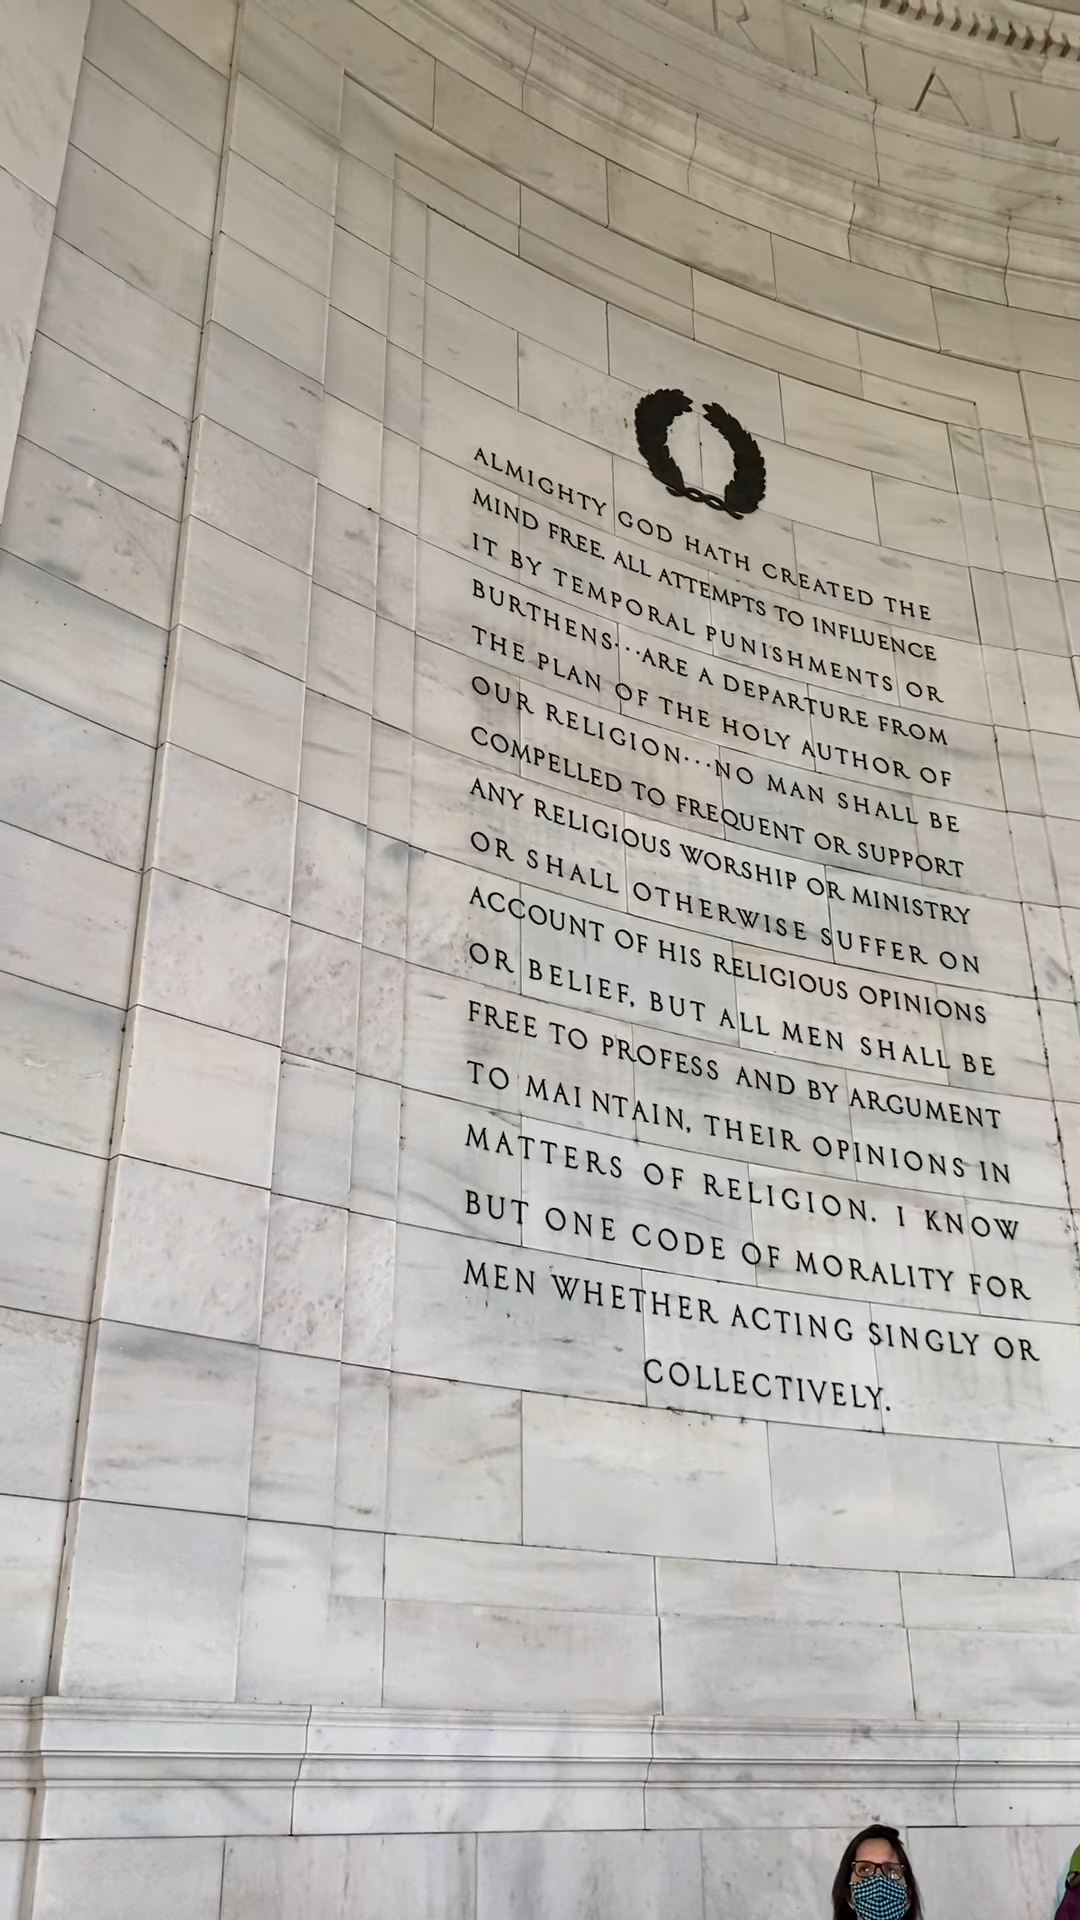 RNAL
ALMIGHTY GOD HATH CREATED THE
MIND FREE. ALL ATTEMPTS TO INFLUENCE
IT BY TEMPORAL PUNISHMENTS OR
BURTHENS···ARE A DEPARTURE FROM
THE PLAN OF THE HOLY AUTHOR OF
OUR RELIGION···NO MAN SHALL BE
COMPELLED TO FREQUENT OR SUPPORT
ANY RELIGIOUS WORSHIP OR MINISTRY
OR SHALL OTHERWISE SUFFER ON
ACCOUNT OF HIS RELIGIOUS OPINIONS
OR BELIEF, BUT ALL MEN SHALL BE
FREE TO PROFESS AND BY ARGUMENT
TO MAINTAIN, THEIR OPINIONS IN
MATTERS OF RELIGION. I KNOW
BUT ONE CODE OF MORALITY FOR
MEN WHETHER ACTING SINGLY OR
COLLECTIVELY.